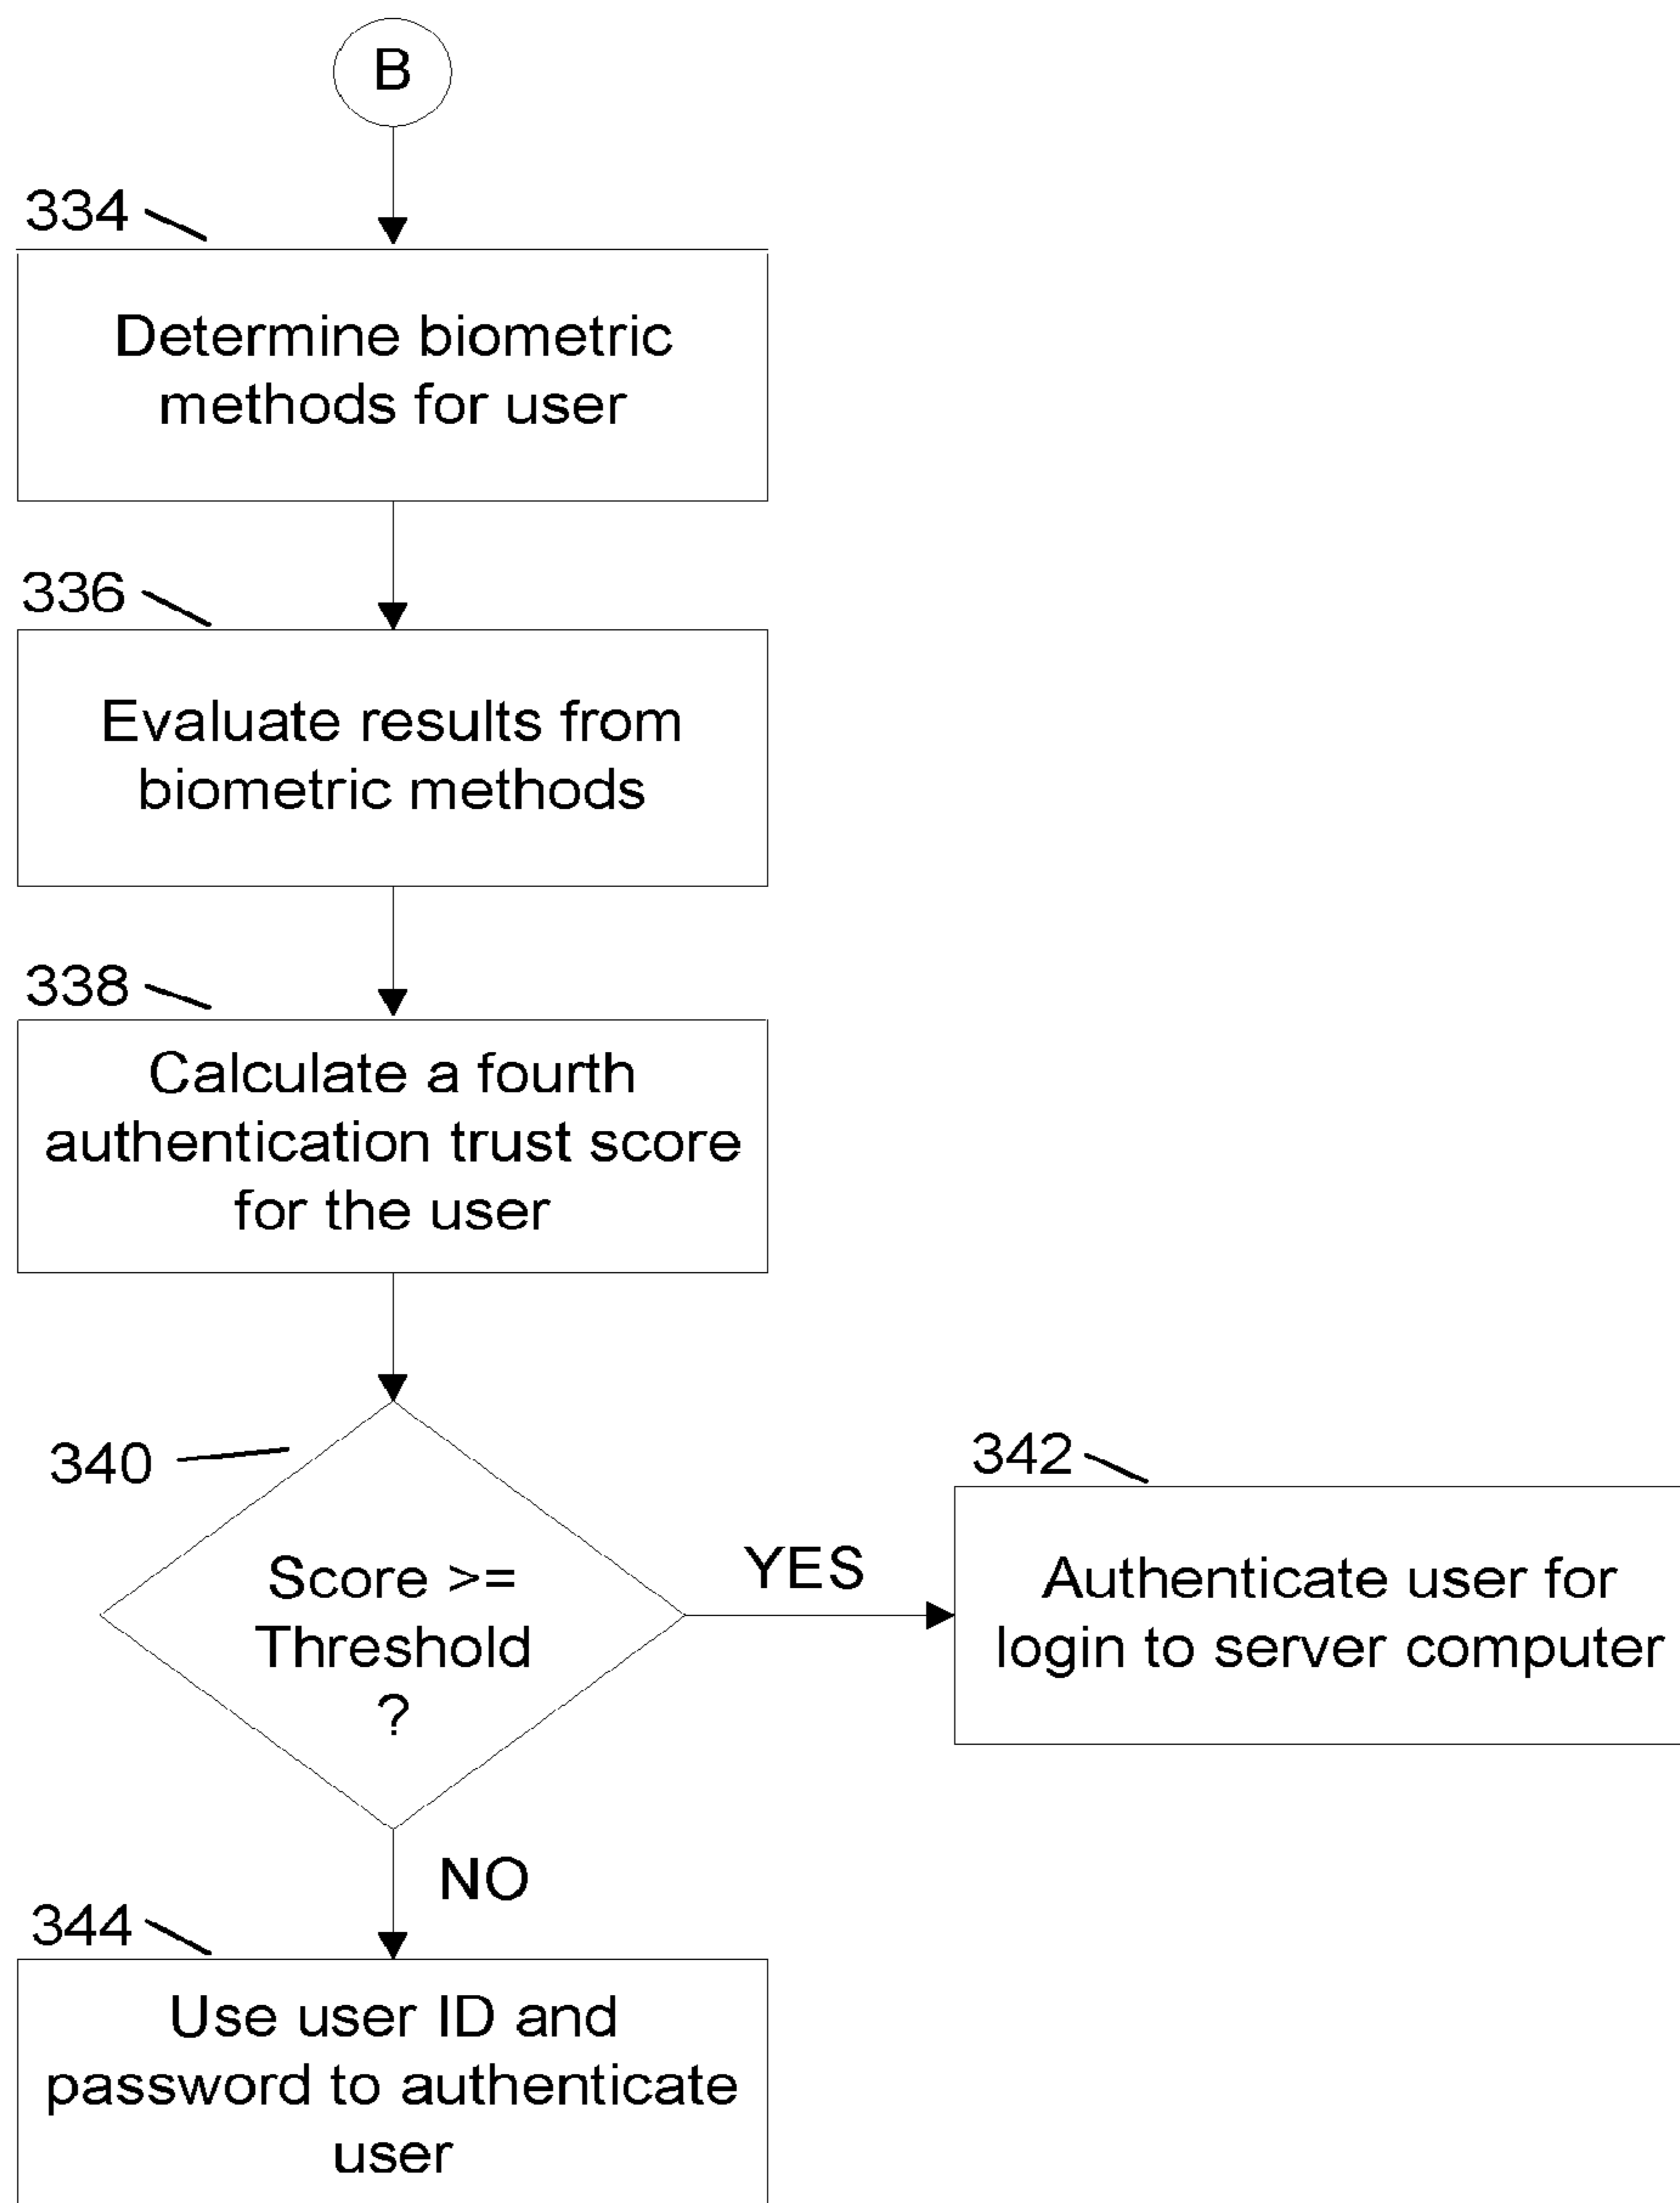 B
334
Determine biometric
methods for user
336
Evaluate results from
biometric methods
338
Calculate a fourth
authentication trust score
for the user
340
Score >=
Threshold
?
YES
342
Authenticate user for
login to server computer
NO
344
Use user ID and
password to authenticate
user